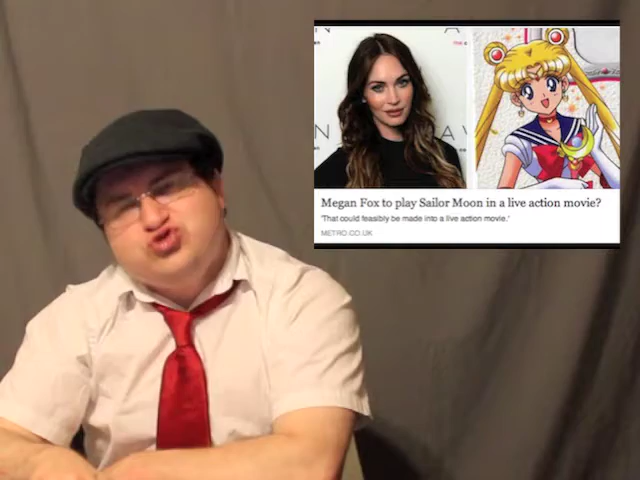 Megan Fox to play Sailor Moon in a live action movie?
'That could feasibly be made into a live action movie.'
METRO.CO.UK